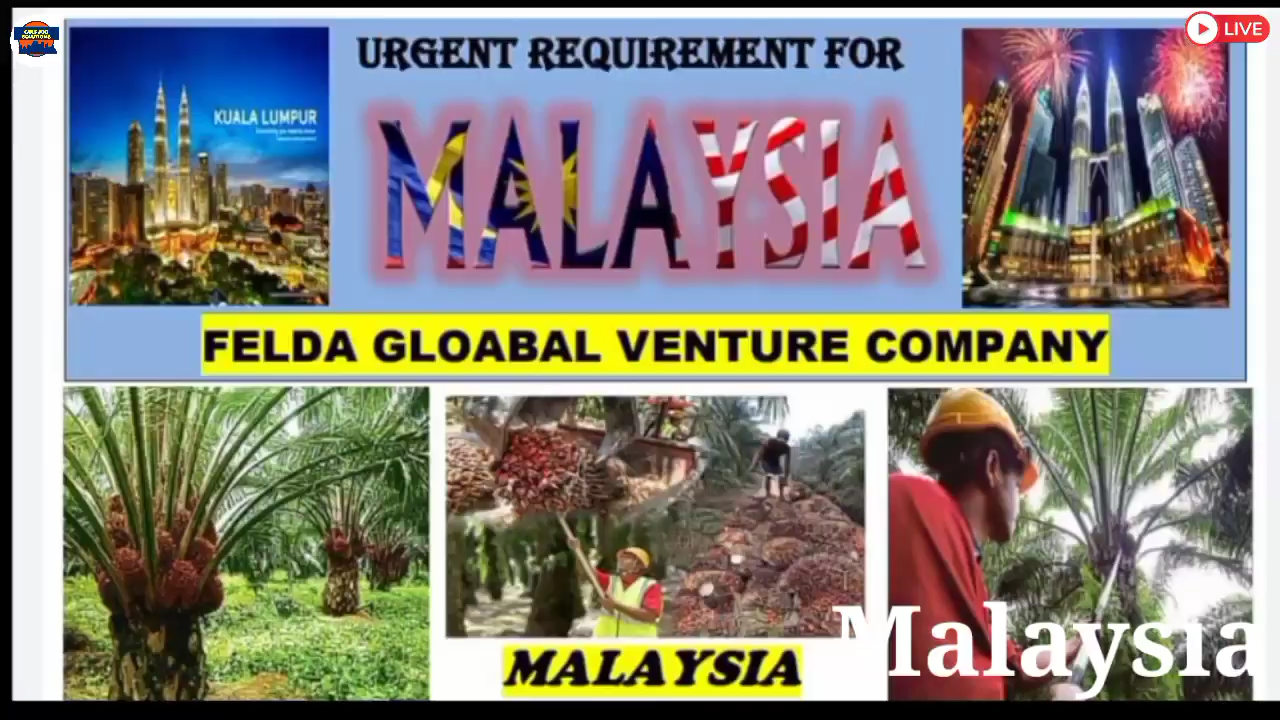 LIVE
URGENT REQUIREMENT FOR
KUALA LUMPUR
MALAYSIA
FELDA GLOABAL VENTURE COMPANY
MALAYSIA
Malaysia